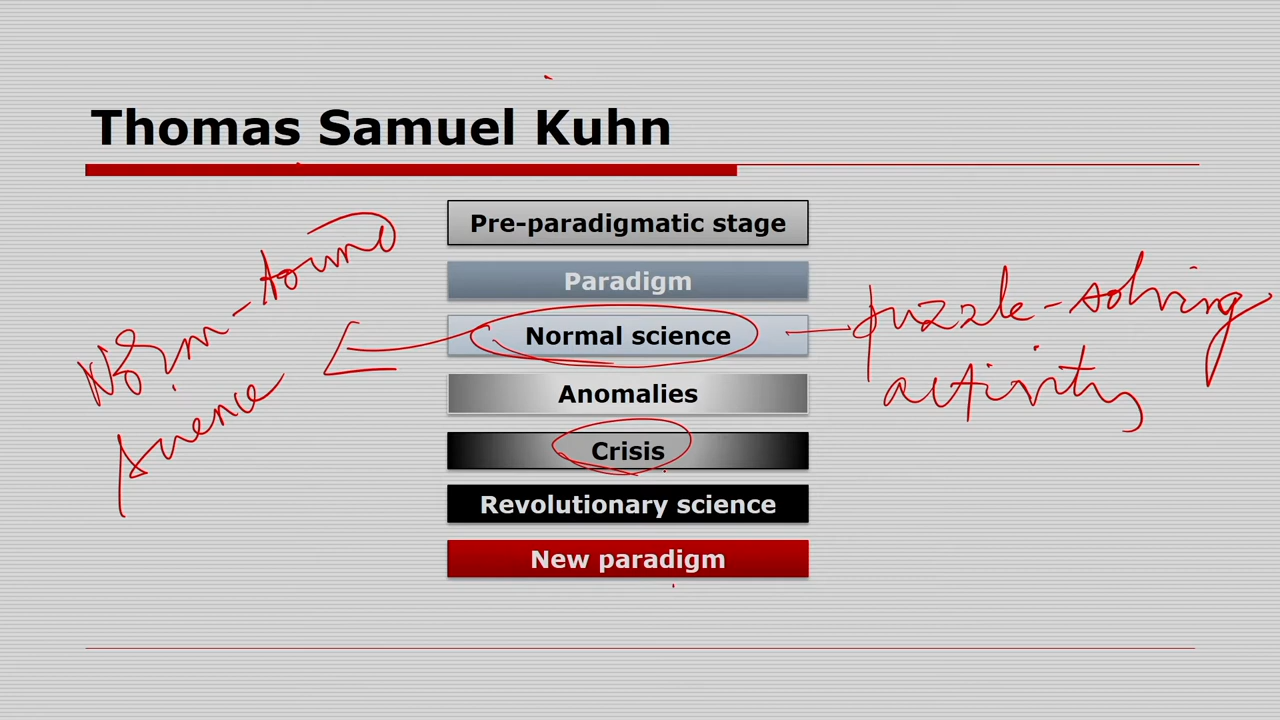 Thomas Samuel Kuhn
Pre-paradigmatic stage
Paradigm
Normal science
Anomalies
Crisis
Revolutionary science
New paradigm
Norm-bound
science
puzzle-solving
activity